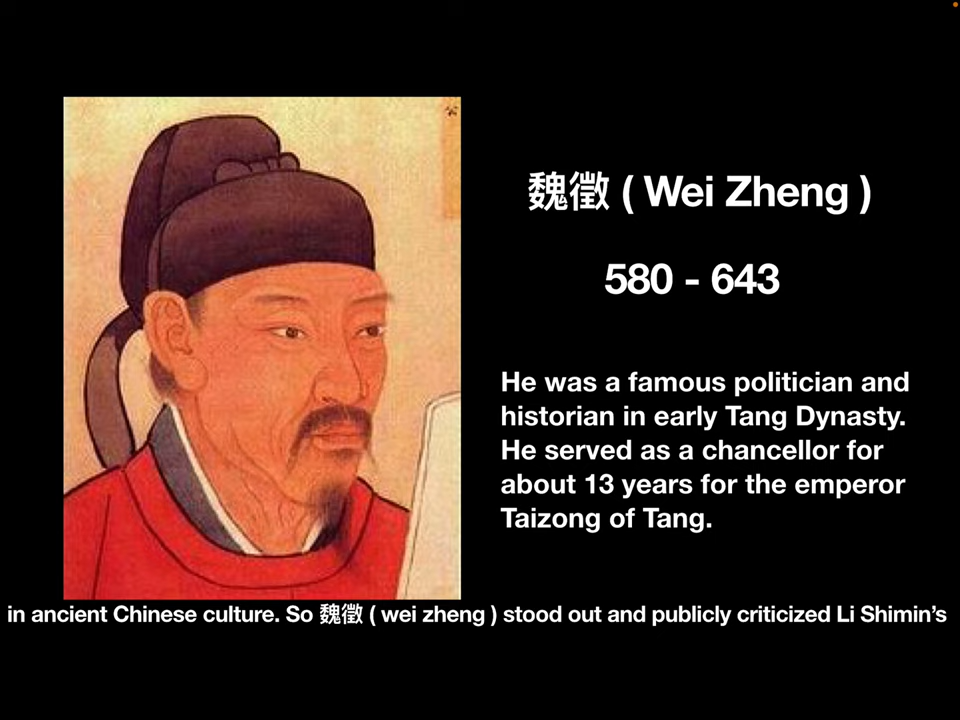 魏徵 ( Wei Zheng )
580 - 643
He was a famous politician and
historian in early Tang Dynasty.
He served as a chancellor for
about 13 years for the emperor
Taizong of Tang.
in ancient Chinese culture. So 魏徵 ( wei zheng ) stood out and publicly criticized Li Shimin’s